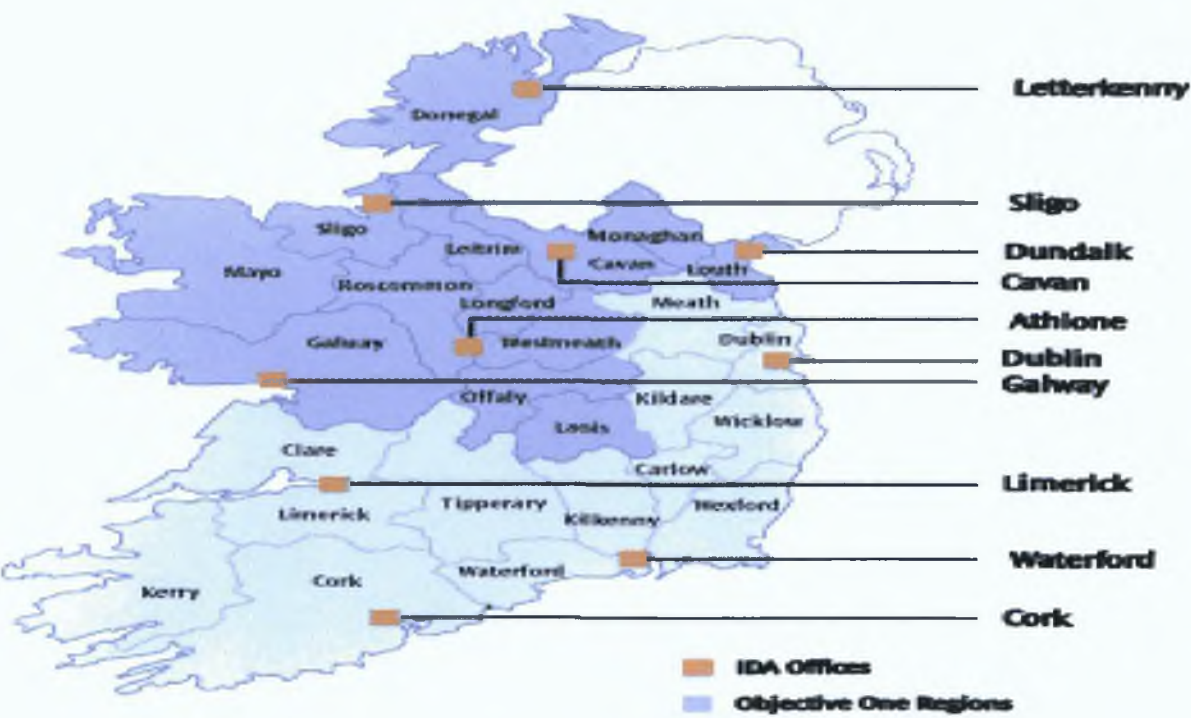 Letterkenny
Donegal
Sligo
Sligo
Monaghan
Leitrim
Dundalk
Cavan
Louth
Mayo
Cavan
Roscommon
Longford
Meath
Athlone
Galway
Westmeath
Dublin
Dublin
Galway
Offaly
Kildare
Laois
Wicklow
Clare
Carlow
Limerick
Tipperary
Wexford
Limerick
Kilkenny
Waterford
Waterford
Cork
Kerry
Cork
IDA Offices
Objective One Regions